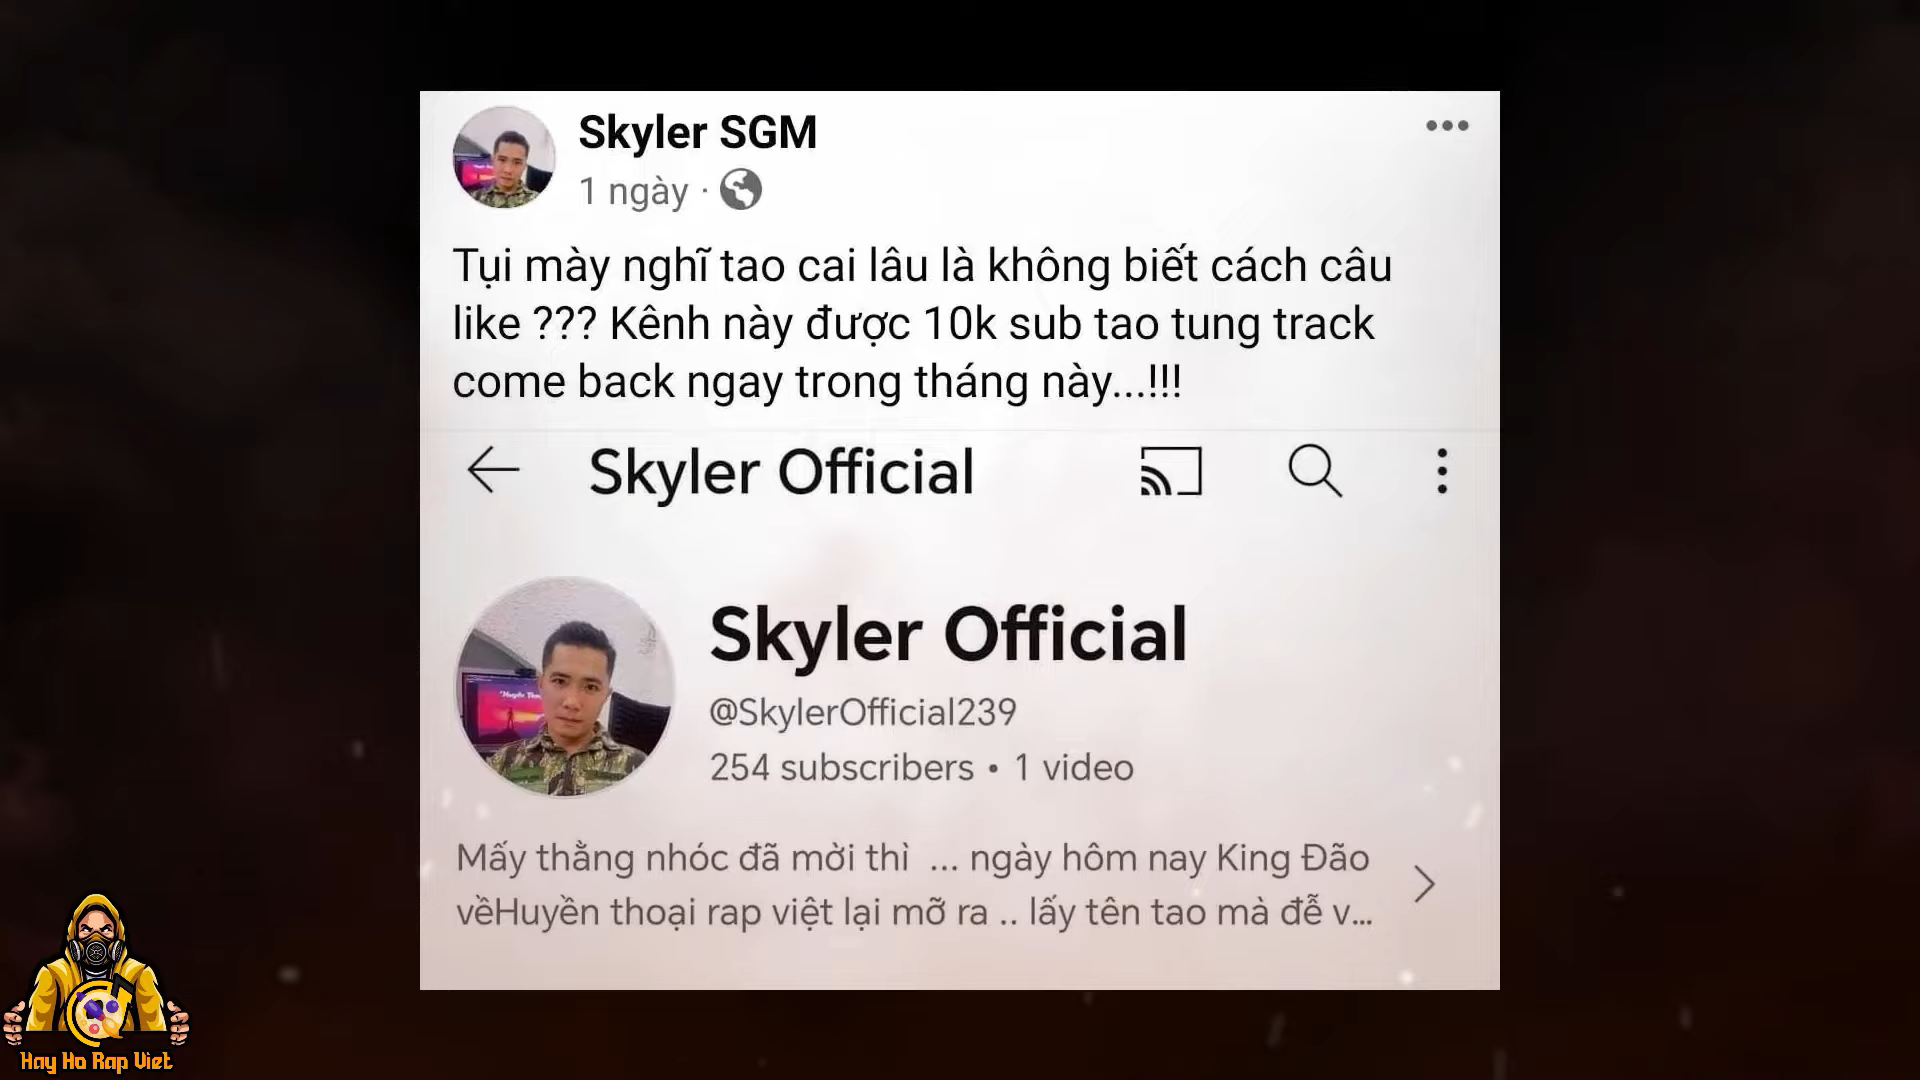 Skyler SGM
1 ngày ·
Tụi mày nghĩ tao cai lâu là không biết cách câu
like ??? Kênh này được 10k sub tao tung track
come back ngay trong tháng này...!!!
Skyler Official
Skyler Official
@SkylerOfficial239
254 subscribers • 1 video
Mấy thằng nhóc đã mời thì ... ngày hôm nay King Đão
vềHuyền thoại rap việt lại mỡ ra .. lấy tên tao mà đễ v...
Hay Ho Rap Viet